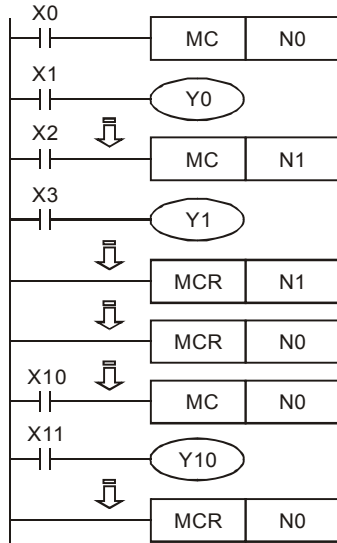 X0
MC N0
X1
Y0
X2
MC N1
X3
Y1
MCR N1
MCR N0
X10
MC N0
X11
Y10
MCR N0